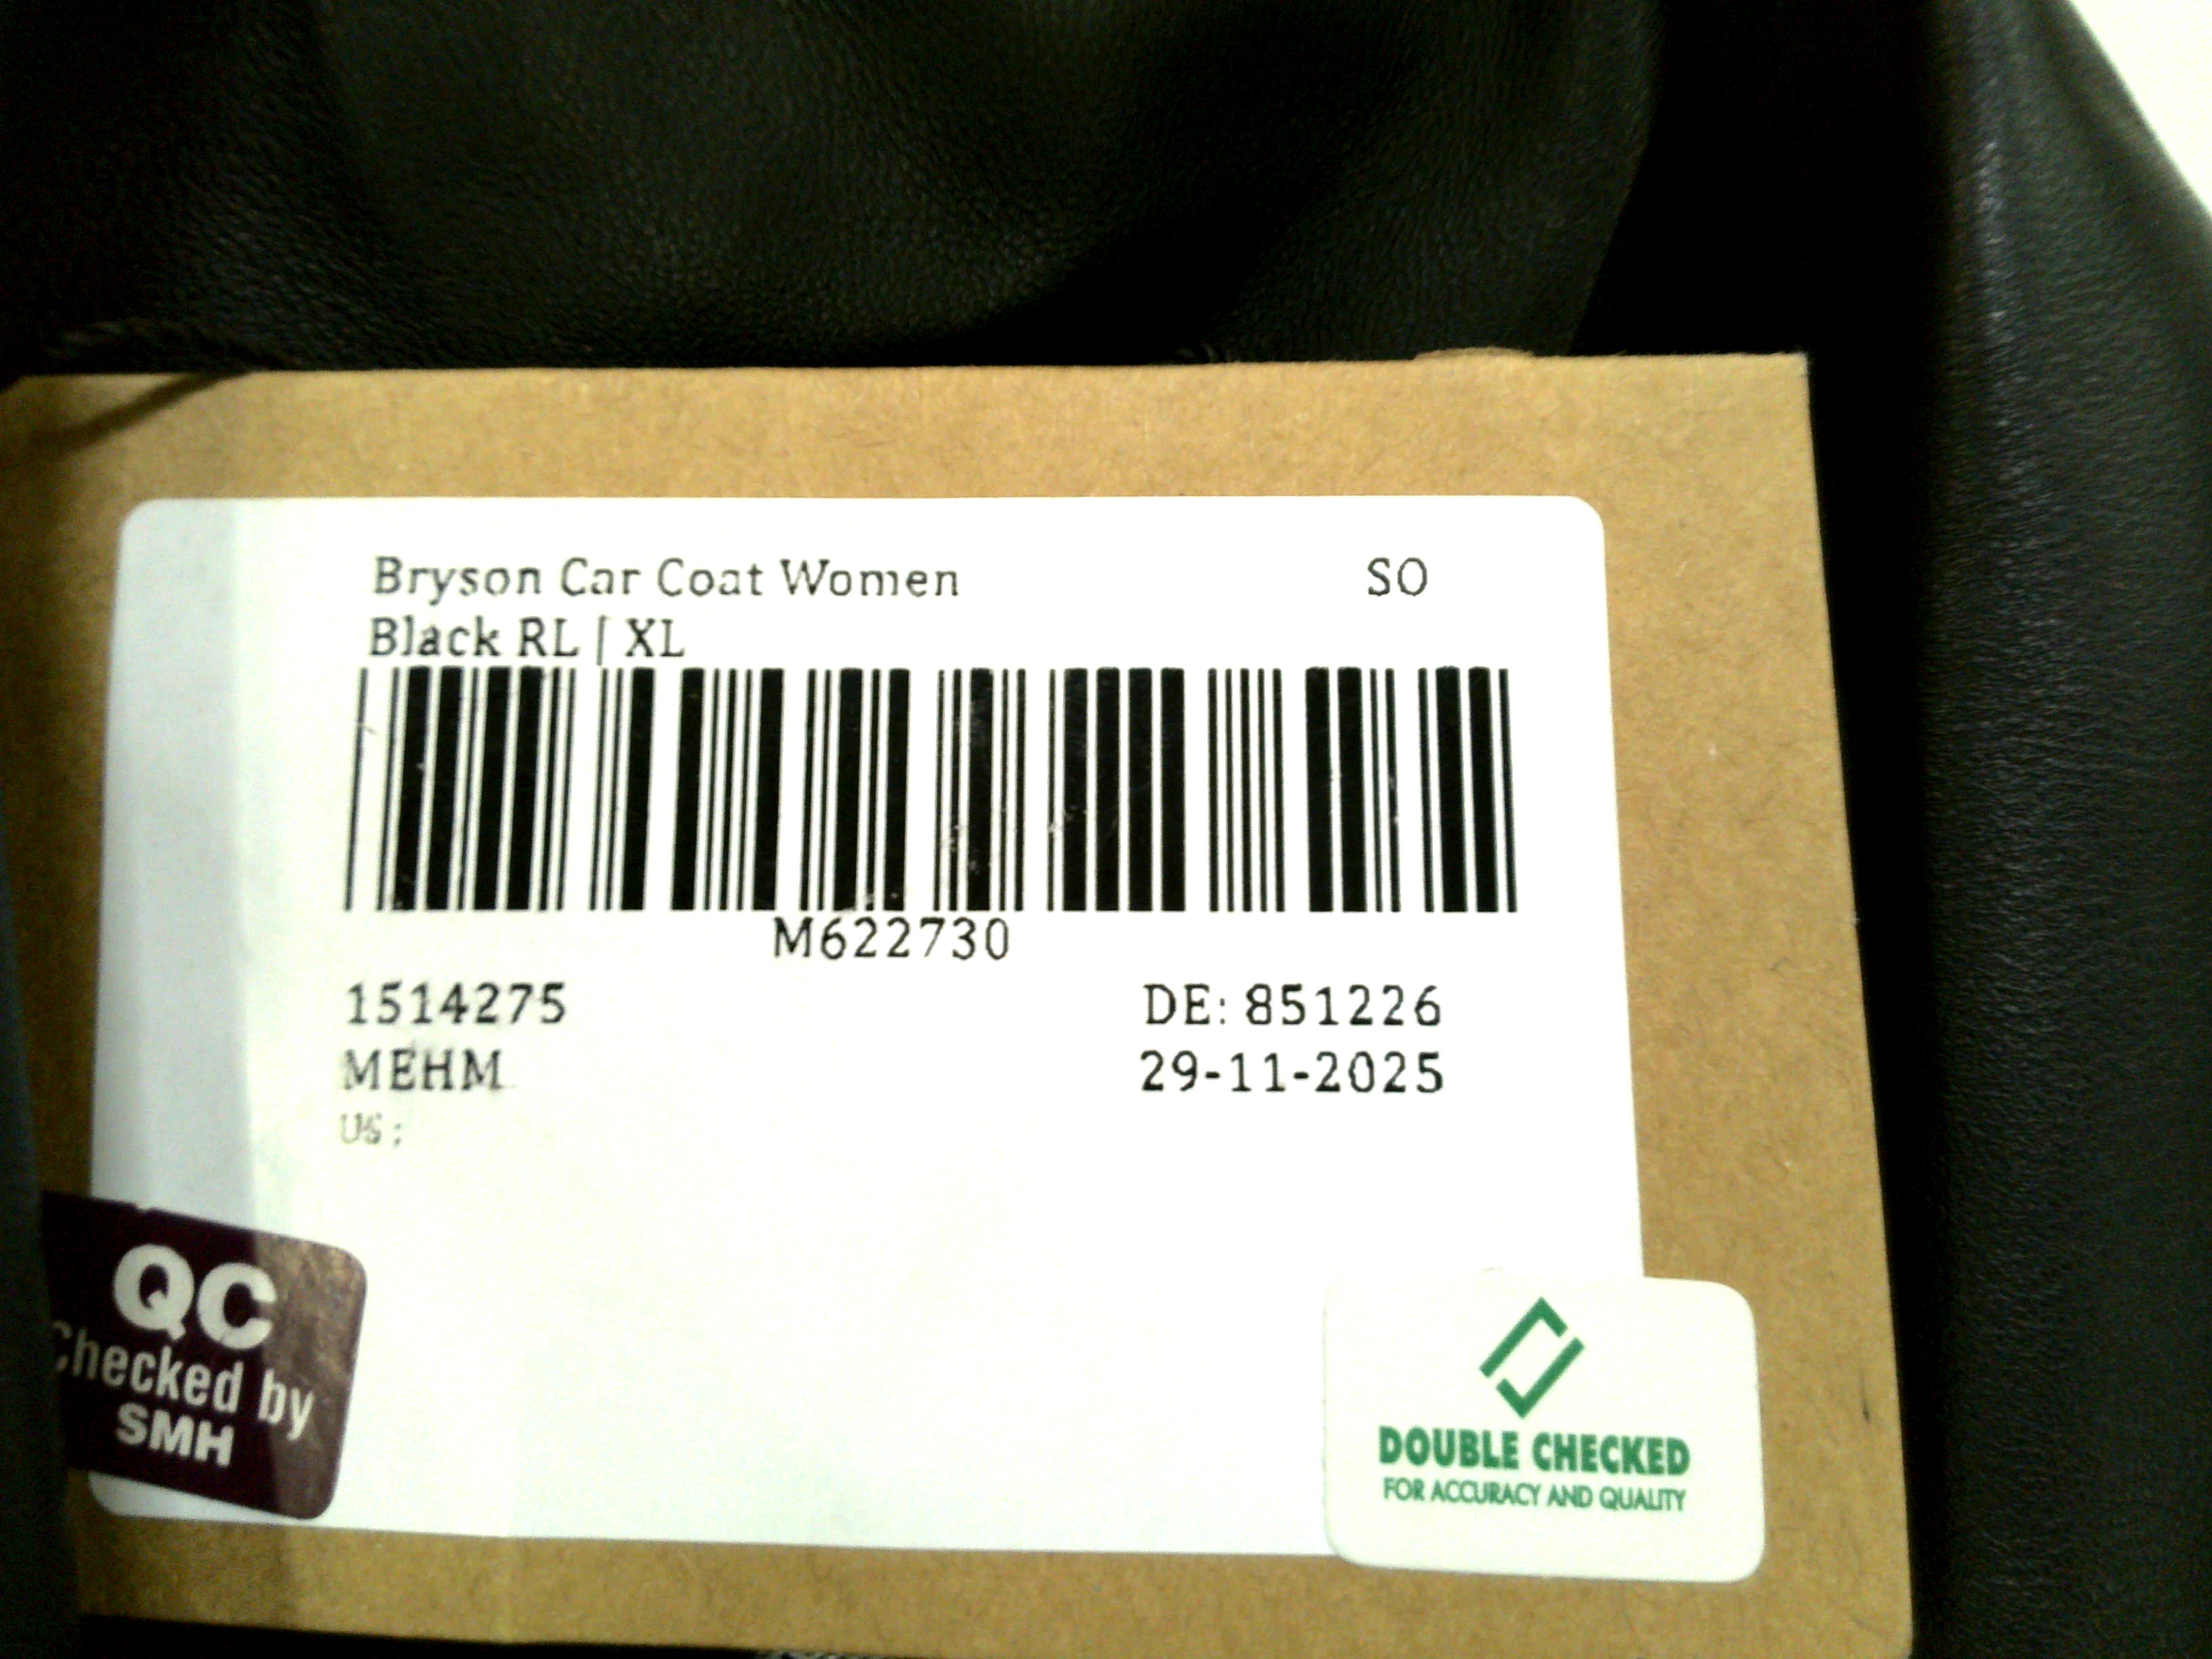 Bryson Car Coat Women SO
Black RL | XL
M622730
1514275 DE: 851226
MEHM 29-11-2025
US :
QC
Checked by
SMH
DOUBLE CHECKED
FOR ACCURACY AND QUALITY